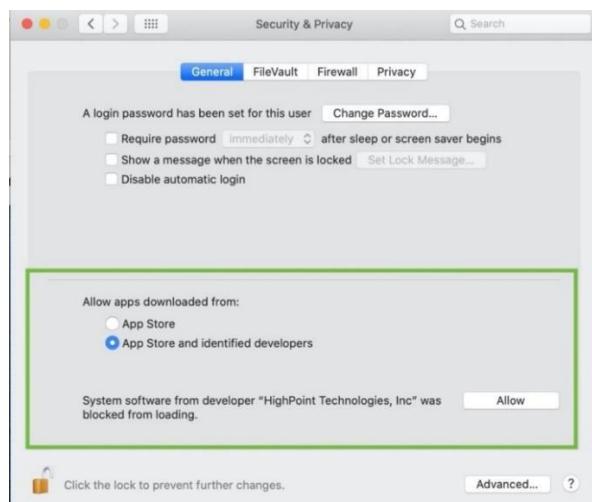 Security & Privacy
Search
General FileVault Firewall Privacy
A login password has been set for this user Change Password...
Require password immediately after sleep or screen saver begins
Show a message when the screen is locked Set Lock Message...
Disable automatic login
Allow apps downloaded from:
App Store
App Store and identified developers
System software from developer "HighPoint Technologies, Inc" was Allow
blocked from loading.
Click the lock to prevent further changes. Advanced... ?